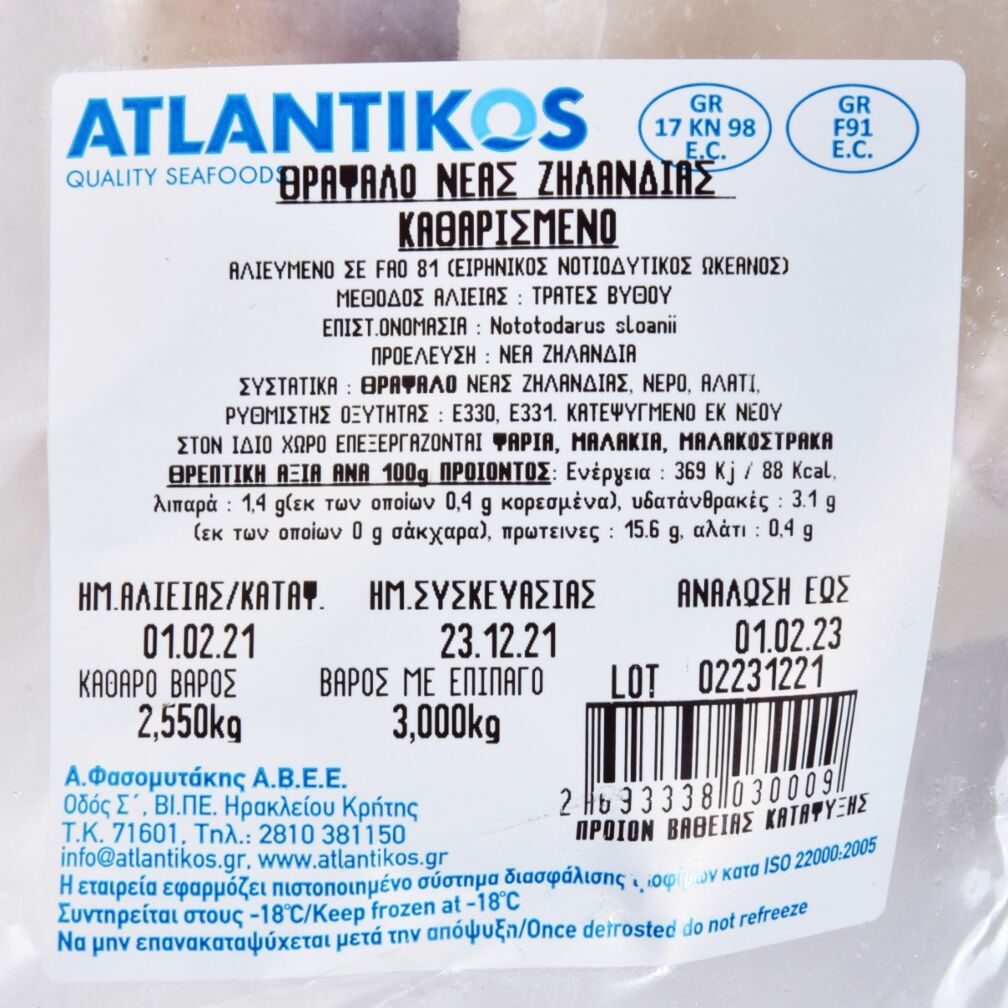 ATLANTIKOS
QUALITY SEAFOODS
GR
17 KN 98
E.C.
GR
F91
E.C.
ΘΡΑΨΑΛΟ ΝΕΑΣ ΖΗΛΑΝΔΙΑΣ
ΚΑΘΑΡΙΣΜΕΝΟ
ΑΛΙΕΥΜΕΝΟ ΣΕ FAO 81 (ΕΙΡΗΝΙΚΟΣ ΝΟΤΙΟΔΥΤΙΚΟΣ ΩΚΕΑΝΟΣ)
ΜΕΘΟΔΟΣ ΑΛΙΕΙΑΣ : ΤΡΑΤΕΣ ΒΥΘΟΥ
ΕΠΙΣΤ.ΟΝΟΜΑΣΙΑ : Nototodarus sloanii
ΠΡΟΕΛΕΥΣΗ : ΝΕΑ ΖΗΛΑΝΔΙΑ
ΣΥΣΤΑΤΙΚΑ : ΘΡΑΨΑΛΟ ΝΕΑΣ ΖΗΛΑΝΔΙΑΣ, ΝΕΡΟ, ΑΛΑΤΙ,
ΡΥΘΜΙΣΤΗΣ ΟΞΥΤΗΤΑΣ : Ε330, Ε331. ΚΑΤΕΨΥΓΜΕΝΟ ΕΚ ΝΕΟΥ
ΣΤΟΝ ΙΔΙΟ ΧΩΡΟ ΕΠΕΞΕΡΓΑΖΟΝΤΑΙ ΨΑΡΙΑ, ΜΑΛΑΚΙΑ, ΜΑΛΑΚΟΣΤΡΑΚΑ
ΘΡΕΠΤΙΚΗ ΑΞΙΑ ΑΝΑ 100g ΠΡΟΙΟΝΤΟΣ: Ενέργεια : 369 Kj / 88 Kcal,
λιπαρά : 1,4 g(εκ των οποίων 0,4 g κορεσμένα), υδατάνθρακές : 3.1 g
(εκ των οποίων 0 g σάκχαρα), πρωτεινες : 15.6 g, αλάτι : 0,4 g
ΗΜ.ΑΛΙΕΙΑΣ/ΚΑΤΑΨ. ΗΜ.ΣΥΣΚΕΥΑΣΙΑΣ ΑΝΑΛΩΣΗ ΕΩΣ
01.02.21 23.12.21 01.02.23
ΚΑΘΑΡΟ ΒΑΡΟΣ ΒΑΡΟΣ ΜΕ ΕΠΙΠΑΓΟ LOT 02231221
2,550kg 3,000kg
2 693338 030009
ΠΡΟΙΟΝ ΒΑΘΕΙΑΣ ΚΑΤΑΨΥΞΗΣ
Α.Φασομυτάκης Α.Β.Ε.Ε.
Οδός Σ΄, ΒΙ.ΠΕ. Ηρακλείου Κρήτης
Τ.Κ. 71601, Τηλ.: 2810 381150
info@atlantikos.gr, www.atlantikos.gr
Η εταιρεία εφαρμόζει πιστοποιημένο σύστημα διασφάλισης κατα ISO 22000:2005
Συντηρείται στους -18°C/Keep frozen at -18°C
Να μην επανακαταψύχεται μετά την απόψυξη/Once defrosted do not refreeze